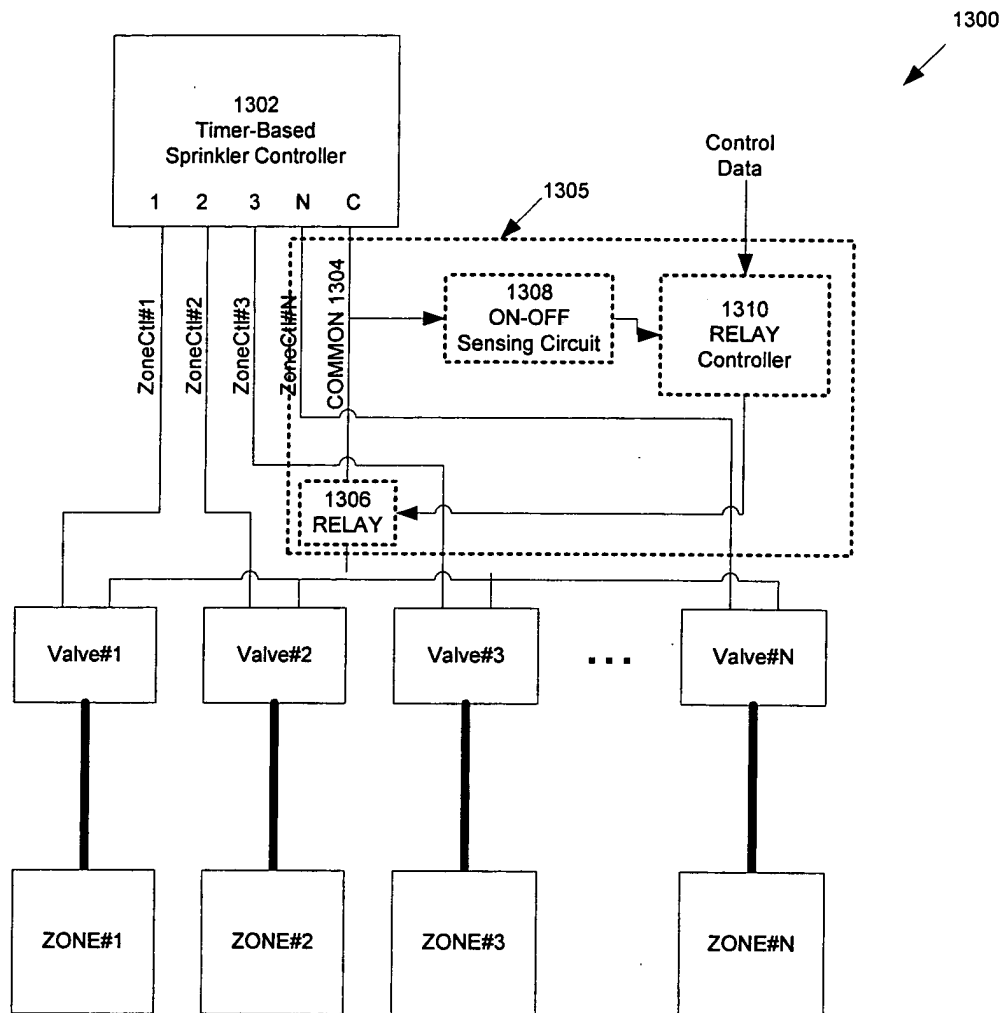 1300
1302
Timer-Based
Sprinkler Controller
1 2 3 N C
Control
Data
1305
ZoneCtl#1
ZoneCtl#2
ZoneCtl#3
ZoneCtl#N
COMMON 1304
1308
ON-OFF
Sensing Circuit
1310
RELAY
Controller
1306
RELAY
Valve#1
Valve#2
Valve#3
...
Valve#N
ZONE#1
ZONE#2
ZONE#3
ZONE#N